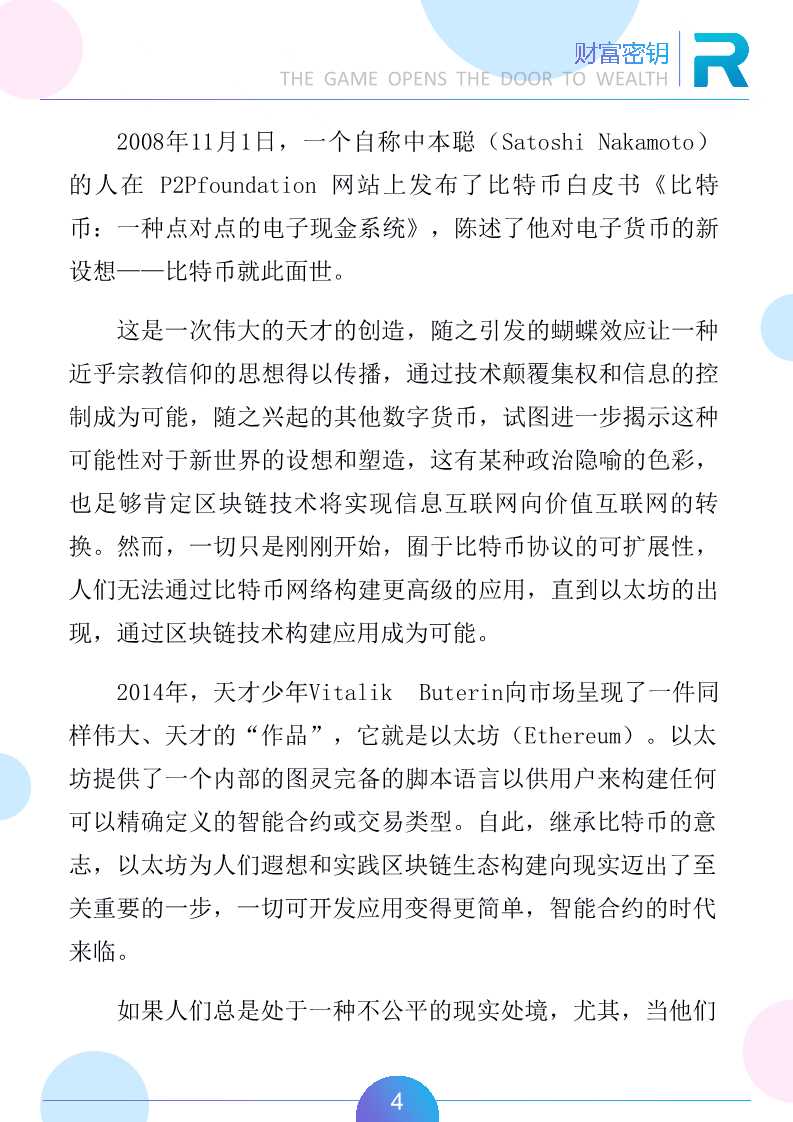 财富密钥
THE GAME OPENS THE DOOR TO WEALTH
R
2008年11月1日，一个自称中本聪（Satoshi Nakamoto）
的人在 P2Pfoundation 网站上发布了比特币白皮书《比特
币：一种点对点的电子现金系统》，陈述了他对电子货币的新
设想——比特币就此面世。
这是一次伟大的天才的创造，随之引发的蝴蝶效应让一种
近乎宗教信仰的思想得以传播，通过技术颠覆集权和信息的控
制成为可能，随之兴起的其他数字货币，试图进一步揭示这种
可能性对于新世界的设想和塑造，这有某种政治隐喻的色彩，
也足够肯定区块链技术将实现信息互联网向价值互联网的转
换。然而，一切只是刚刚开始，囿于比特币协议的可扩展性，
人们无法通过比特币网络构建更高级的应用，直到以太坊的出
现，通过区块链技术构建应用成为可能。
2014年，天才少年Vitalik Buterin向市场呈现了一件同
样伟大、天才的“作品”，它就是以太坊（Ethereum）。以太
坊提供了一个内部的图灵完备的脚本语言以供用户来构建任何
可以精确定义的智能合约或交易类型。自此，继承比特币的意
志，以太坊为人们遐想和实践区块链生态构建向现实迈出了至
关重要的一步，一切可开发应用变得更简单，智能合约的时代
来临。
如果人们总是处于一种不公平的现实处境，尤其，当他们
4